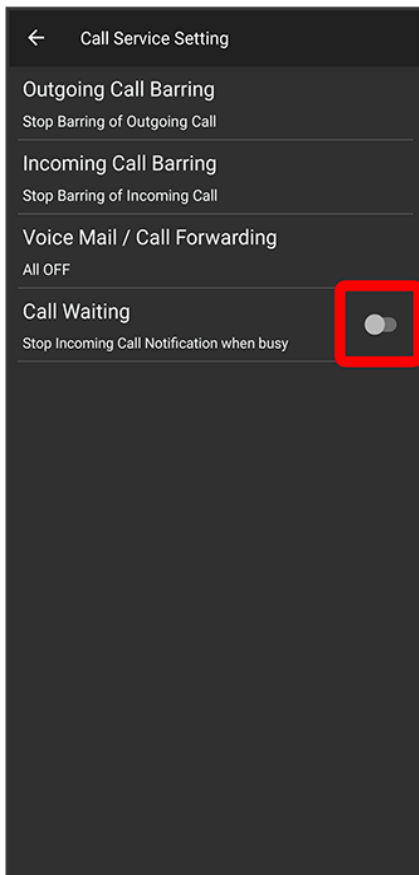 Call Service Setting
Outgoing Call Barring
Stop Barring of Outgoing Call
Incoming Call Barring
Stop Barring of Incoming Call
Voice Mail / Call Forwarding
All OFF
Call Waiting
Stop Incoming Call Notification when busy